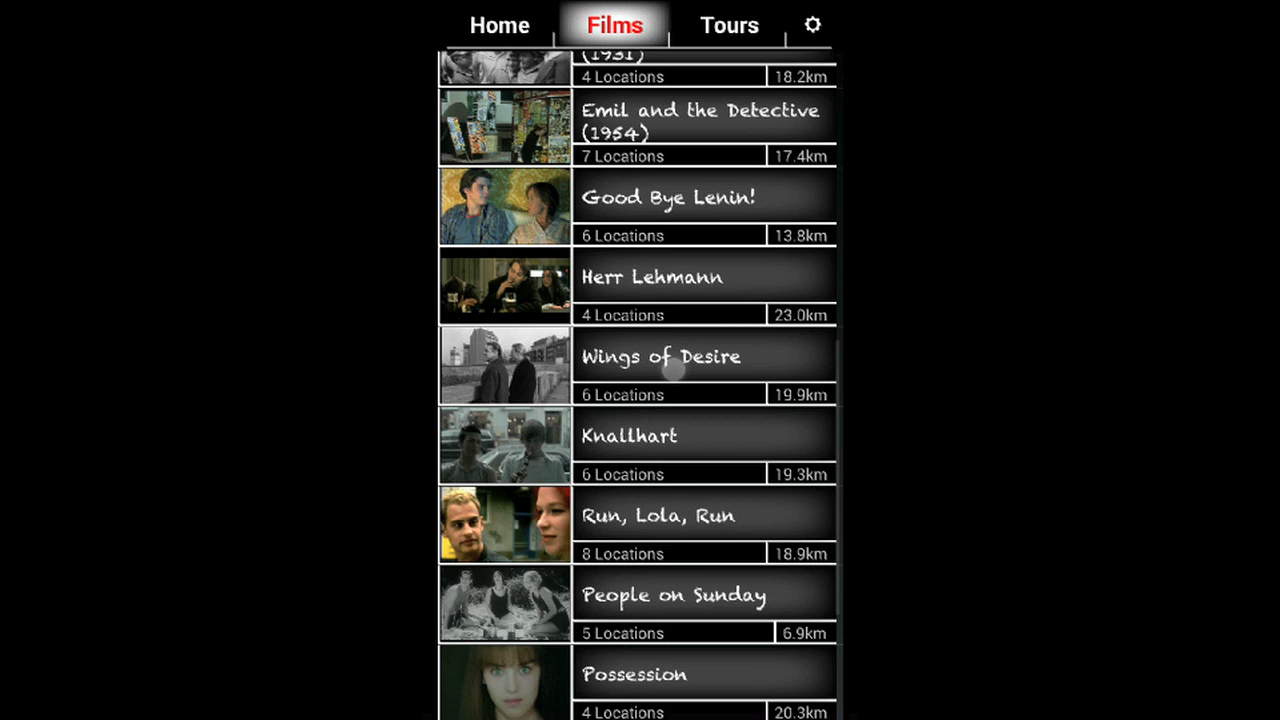 Home Films Tours
(1931)
4 Locations 18.2km
Emil and the Detective
(1954)
7 Locations 17.4km
Good Bye Lenin!
6 Locations 13.8km
Herr Lehmann
4 Locations 23.0km
Wings of Desire
6 Locations 19.9km
Knallhart
6 Locations 19.3km
Run, Lola, Run
8 Locations 18.9km
People on Sunday
5 Locations 6.9km
Possession
4 Locations 20.3km